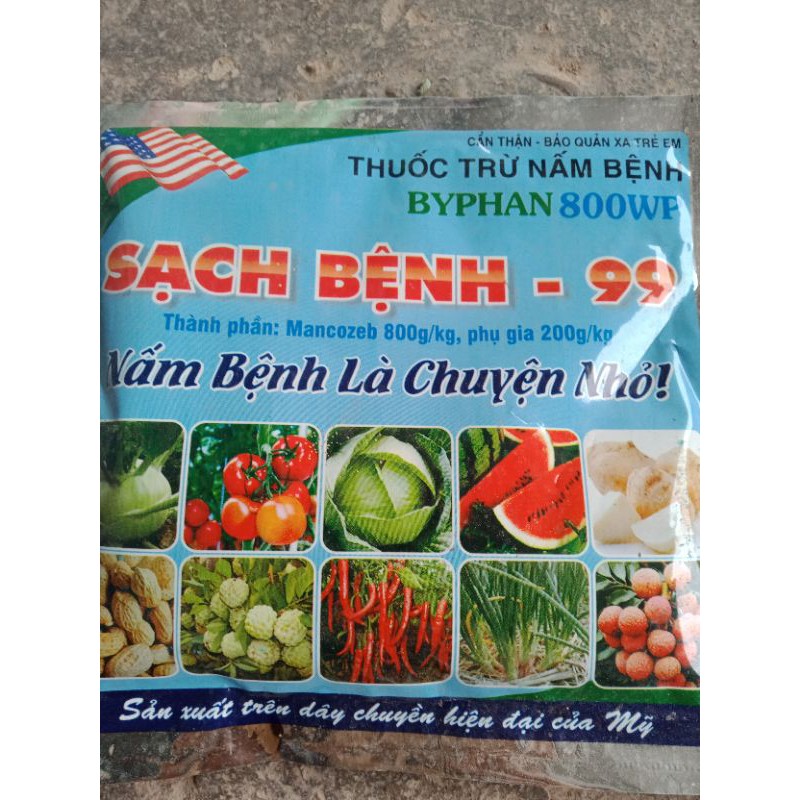 CẨN THẬN - BẢO QUẢN XA TRẺ EM
THUỐC TRỪ NẤM BỆNH
BYPHAN 800WP
SẠCH BỆNH - 99
Thành phần: Mancozeb 800g/kg, phụ gia 200g/kg
Nấm Bệnh Là Chuyện Nhỏ!
Sản xuất trên dây chuyền hiện đại của Mỹ